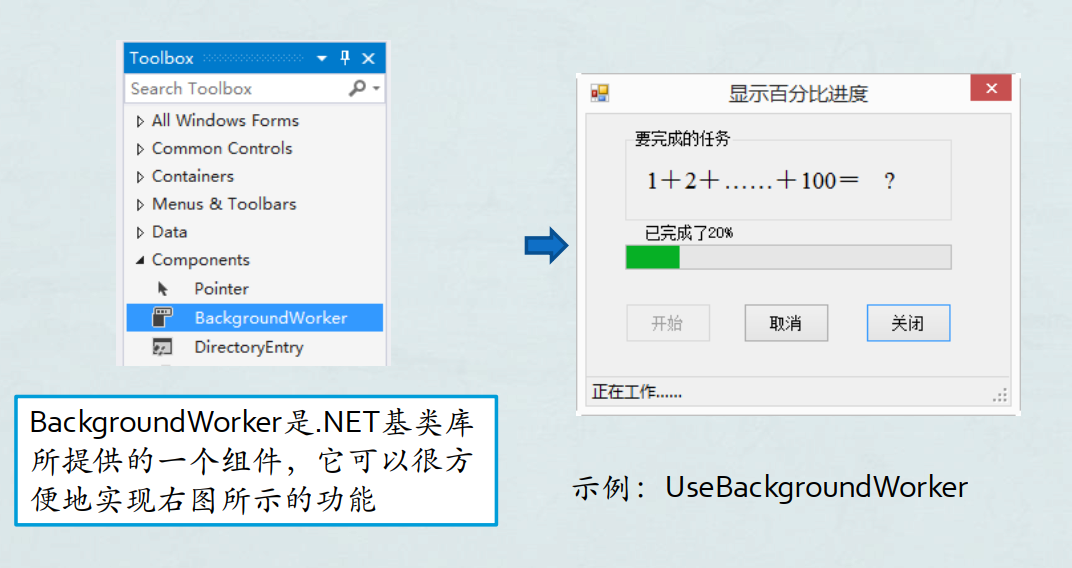 Toolbox
Search Toolbox
All Windows Forms
Common Controls
Containers
Menus & Toolbars
Data
Components
Pointer
BackgroundWorker
DirectoryEntry
BackgroundWorker是.NET基类库
所提供的一个组件，它可以很方
便地实现右图所示的功能
显示百分比进度
要完成的任务
1＋2＋……＋100＝ ？
已完成了20%
开始 取消 关闭
正在工作......
示例：UseBackgroundWorker